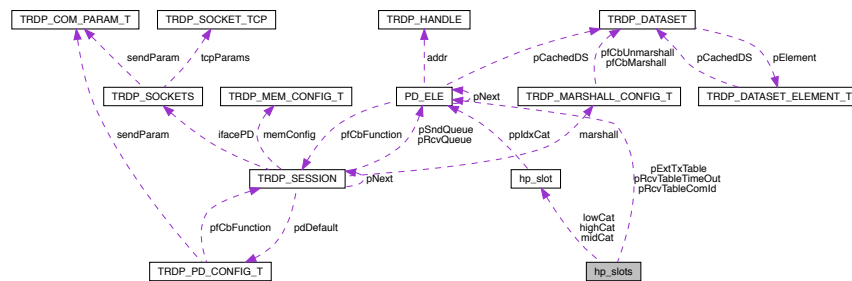 TRDP_COM_PARAM_T
TRDP_SOCKET_TCP
TRDP_HANDLE
TRDP_DATASET
sendParam
tcpParams
addr
pCachedDS
pfCbUnmarshall
pfCbMarshall
pCachedDS
pElement
TRDP_SOCKETS
TRDP_MEM_CONFIG_T
PD_ELE
pNext
TRDP_MARSHALL_CONFIG_T
TRDP_DATASET_ELEMENT_T
sendParam
ifacePD
memConfig
pfCbFunction
pSndQueue
pRcvQueue
ppIdxCat
marshall
TRDP_SESSION
pNext
hp_slot
pExtTxTable
pRcvTableTimeOut
pRcvTableComId
pfCbFunction
pdDefault
lowCat
highCat
midCat
TRDP_PD_CONFIG_T
hp_slots